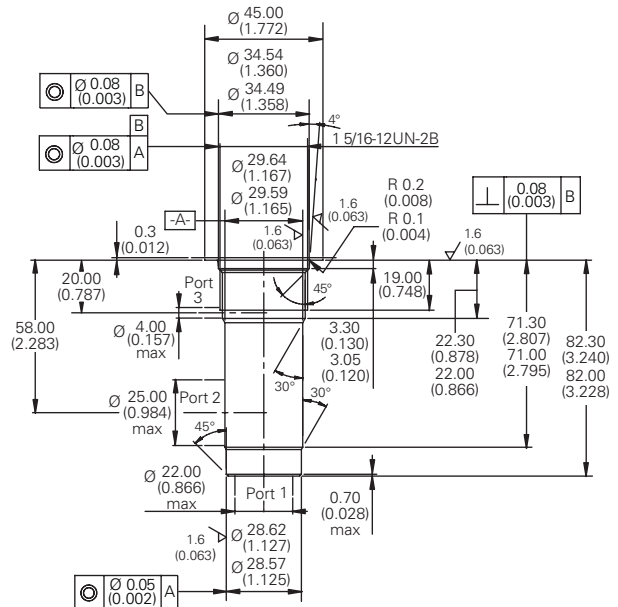 Ø 45.00
(1.772)
Ø 34.54
(1.360)
Ø 34.49
(1.358)
Ø 0.08
(0.003)
B
B
Ø 0.08
(0.003)
A
4°
1 5/16-12UN-2B
Ø 29.64
(1.167)
Ø 29.59
(1.165)
-A-
R 0.2
(0.008)
R 0.1
(0.004)
⊥
0.08
(0.003)
B
1.6
(0.063)
1.6
(0.063)
1.6
(0.063)
0.3
(0.012)
20.00
(0.787)
Port
3
45°
19.00
(0.748)
58.00
(2.283)
Ø 4.00
(0.157)
max
3.30
(0.130)
3.05
(0.120)
22.30
(0.878)
22.00
(0.866)
71.30
(2.807)
71.00
(2.795)
82.30
(3.240)
82.00
(3.228)
30°
30°
Ø 25.00
(0.984)
max
Port 2
45°
Ø 22.00
(0.866)
max
Port 1
0.70
(0.028)
max
1.6
(0.063)
Ø 28.62
(1.127)
Ø 28.57
(1.125)
Ø 0.05
(0.002)
A